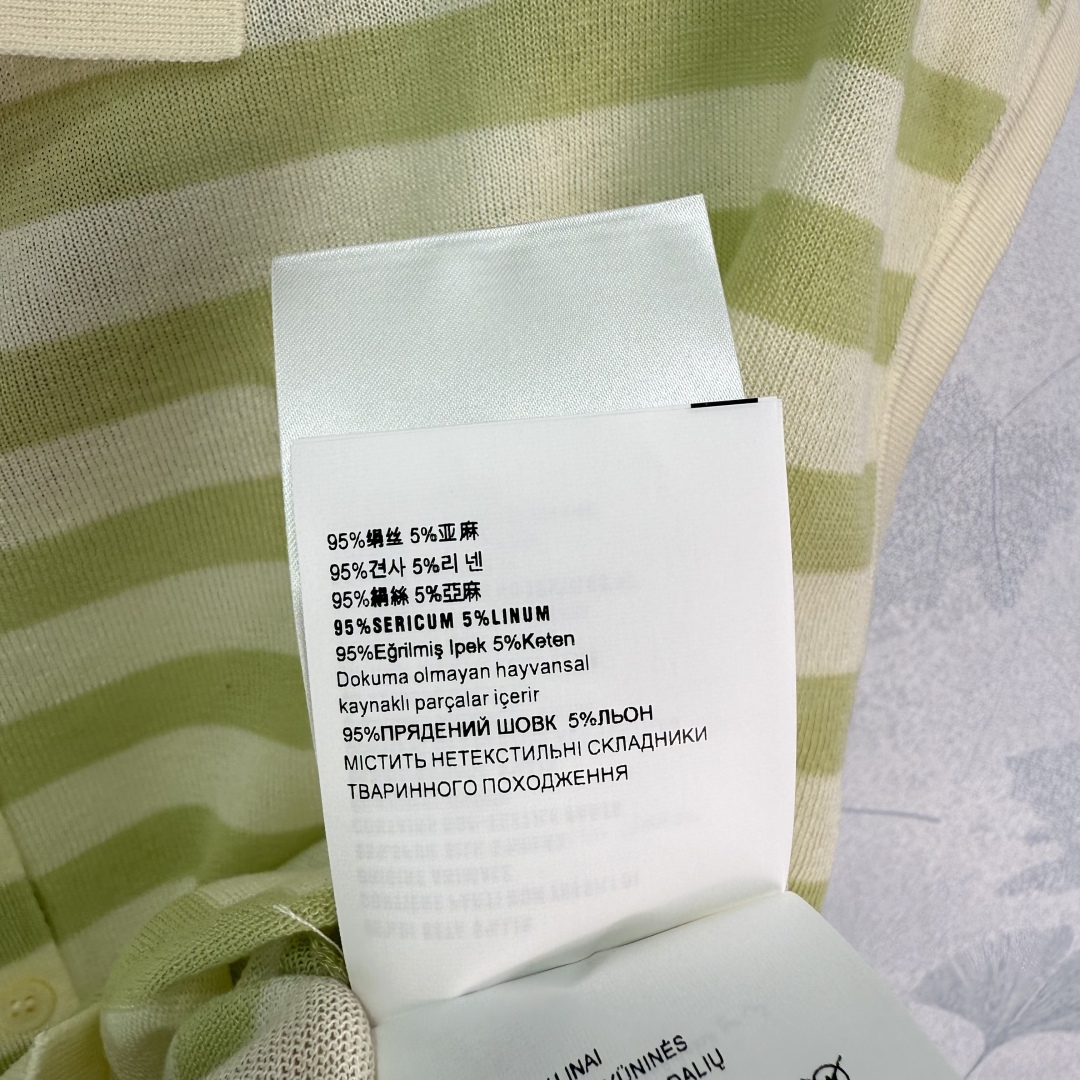 95%绢丝 5%亚麻
95%견사 5%리 넨
95%絹絲 5%亞麻
95%SERICUM 5%LINUM
95%Eğrilmiş Ipek 5%Keten
Dokuma olmayan hayvansal
kaynaklı parçalar içerir
95%ПРЯДЕНИЙ ШОВК 5%ЛЬОН
МІСТИТЬ НЕТЕКСТИЛЬНІ СКЛАДНИКИ
ТВАРИННОГО ПОХОДЖЕННЯ
LINAI